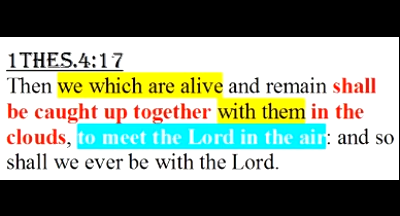 1THES.4:17
Then we which are alive and remain shall
be caught up together with them in the
clouds, to meet the Lord in the air: and so
shall we ever be with the Lord.